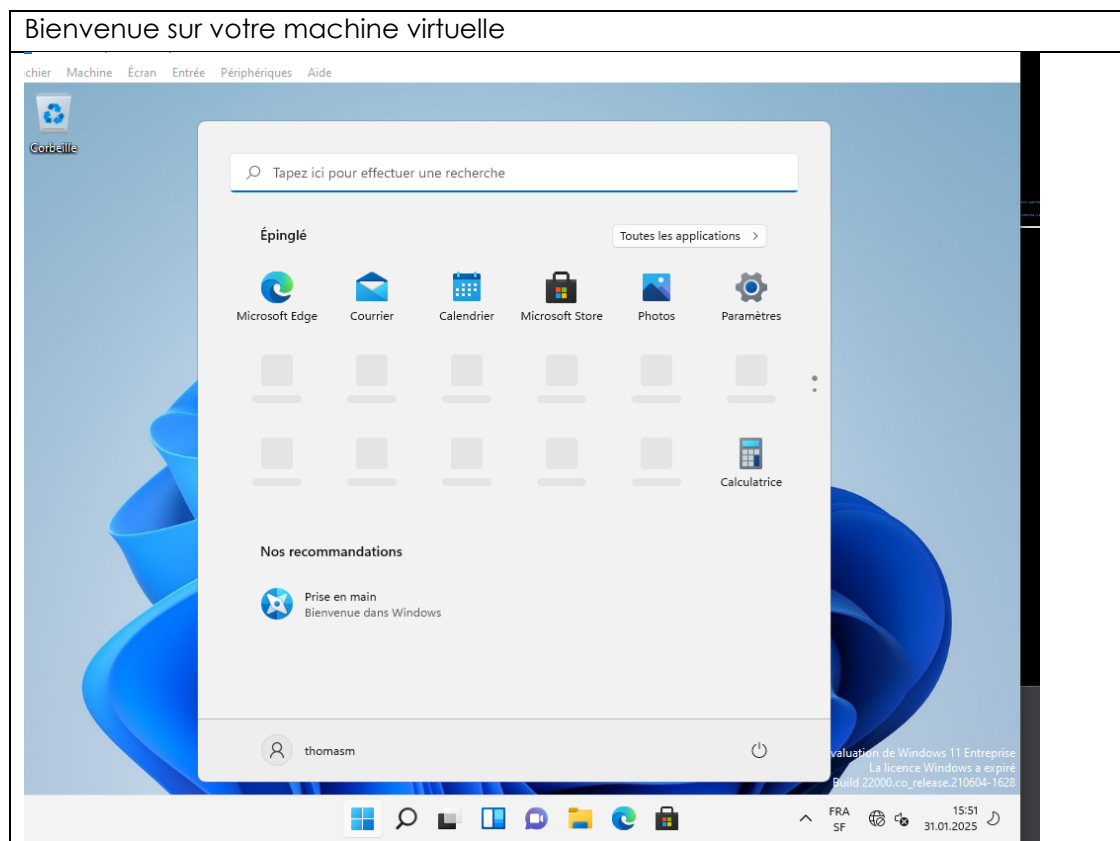 Bienvenue sur votre machine virtuelle
chier Machine Écran Entrée Périphériques Aide
Corbeille
Tapez ici pour effectuer une recherche
Épinglé
Toutes les applications >
Microsoft Edge Courrier Calendrier Microsoft Store Photos Paramètres
Calculatrice
Nos recommandations
Prise en main
Bienvenue dans Windows
thomasm
valuation de Windows 11 Entreprise
La licence Windows a expiré
Build 22000.co_release.210604-1628
FRA
SF
15:51
31.01.2025